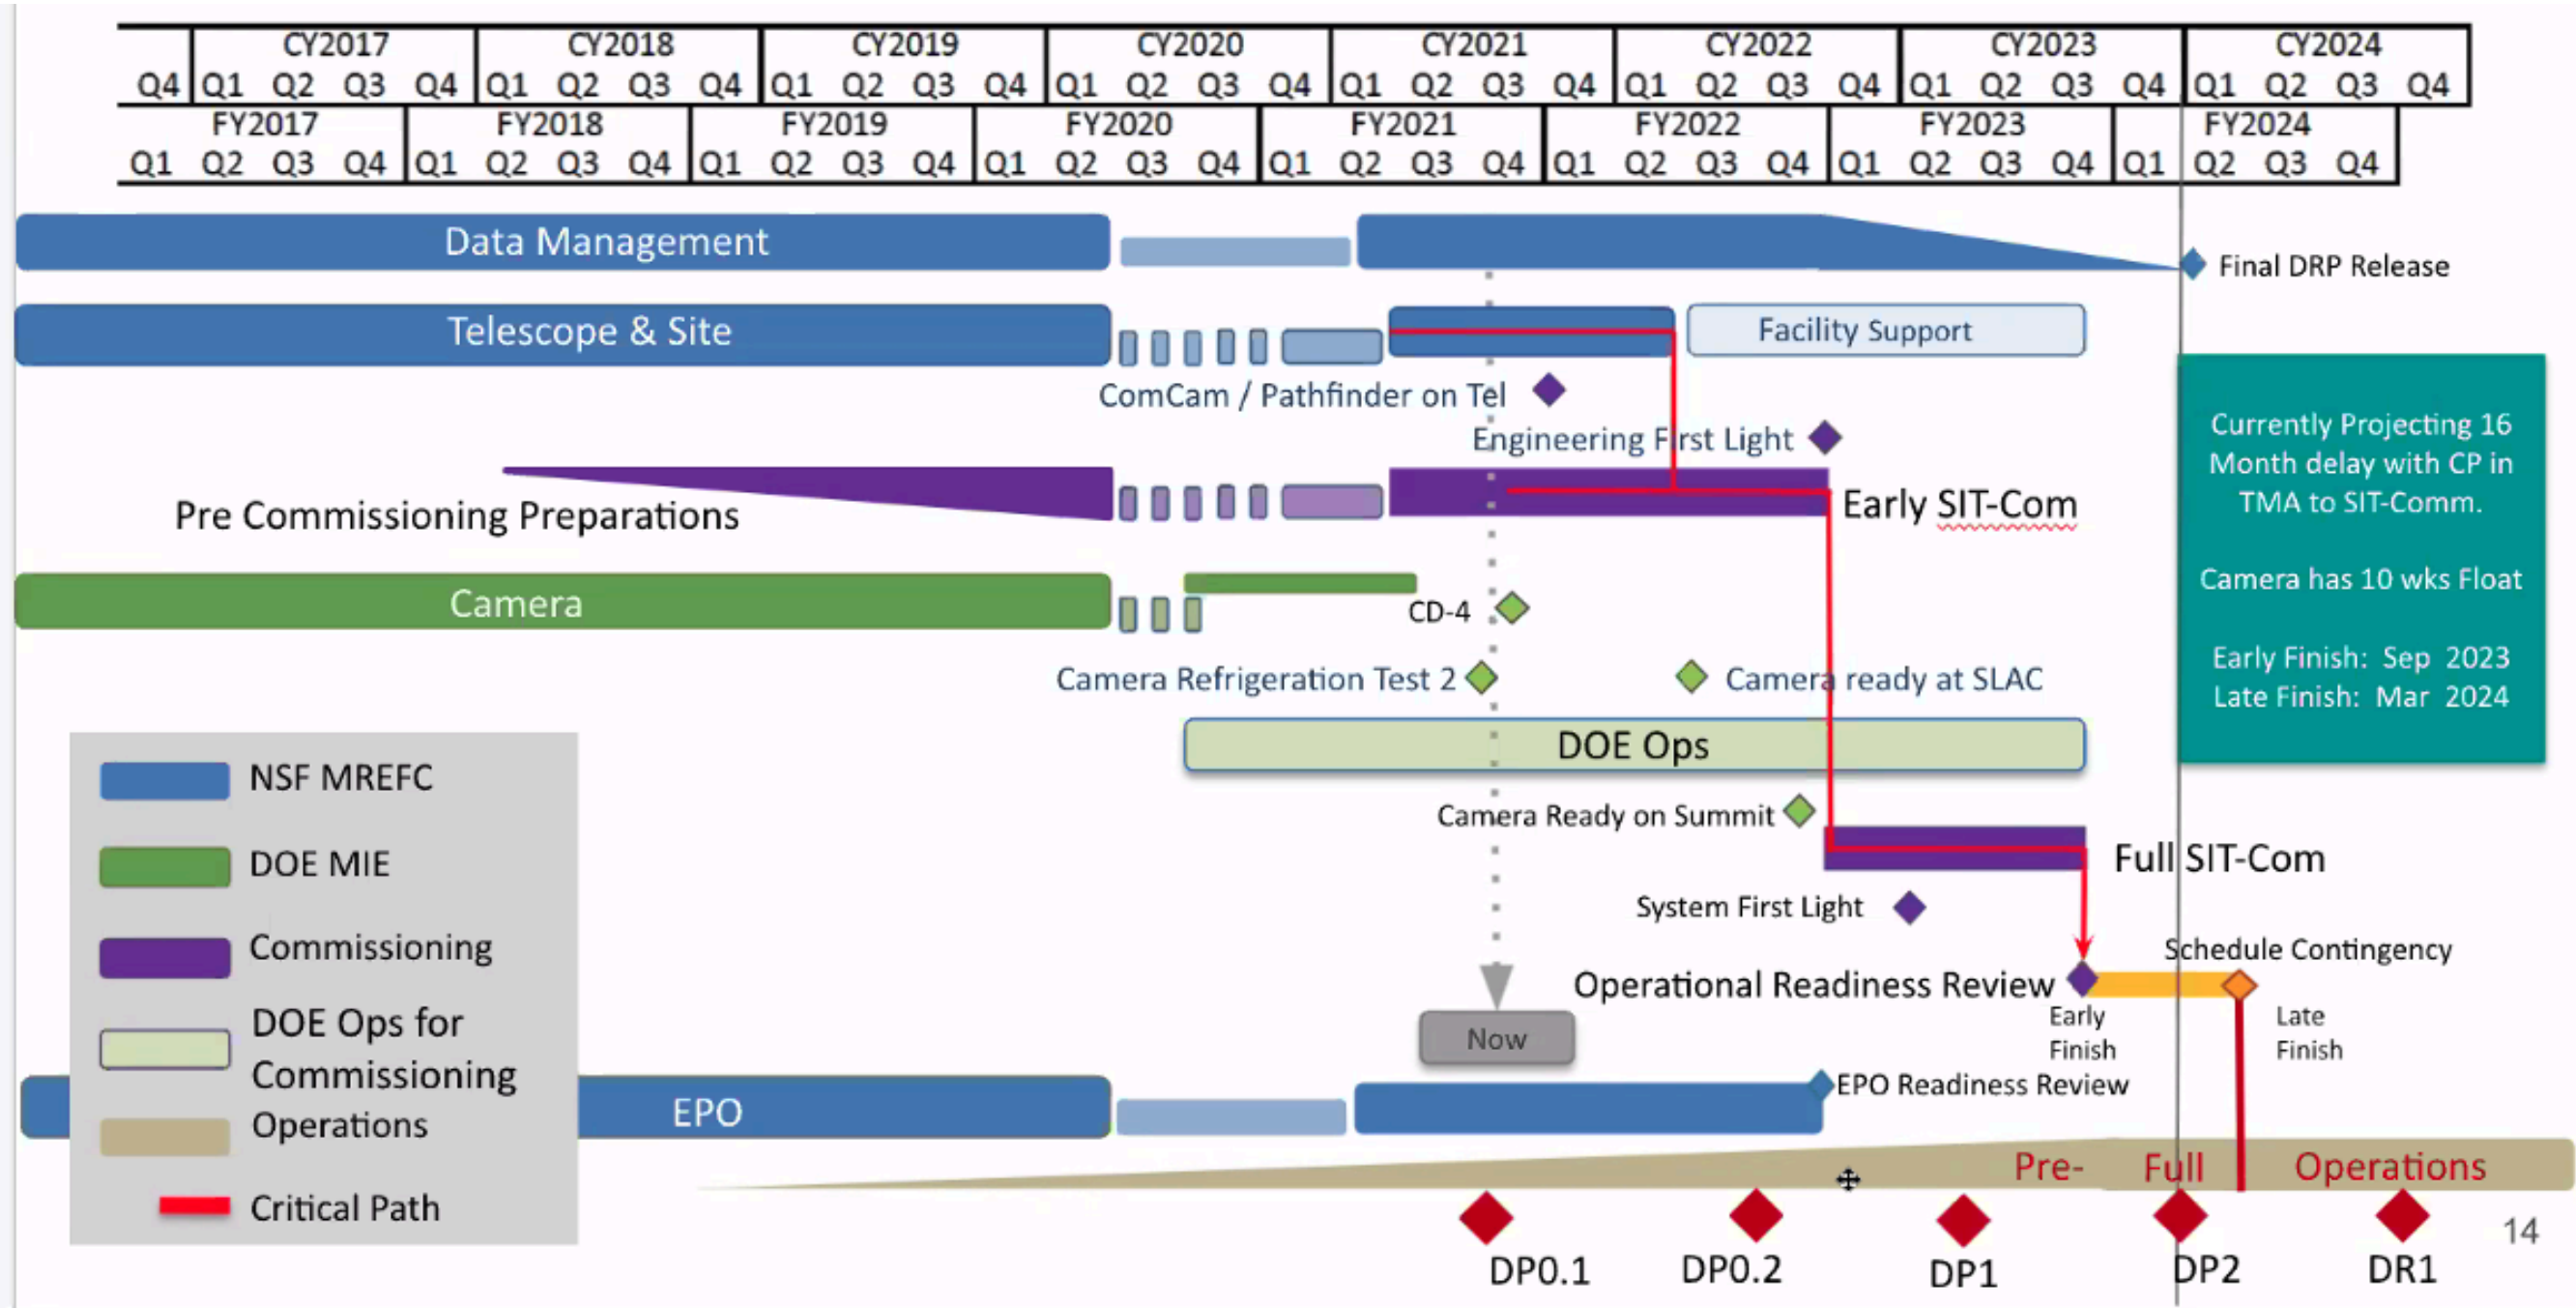 CY2017 CY2018 CY2019 CY2020 CY2021 CY2022 CY2023 CY2024
Q4 Q1 Q2 Q3 Q4 Q1 Q2 Q3 Q4 Q1 Q2 Q3 Q4 Q1 Q2 Q3 Q4 Q1 Q2 Q3 Q4 Q1 Q2 Q3 Q4 Q1 Q2 Q3 Q4 Q1 Q2 Q3 Q4
FY2017 FY2018 FY2019 FY2020 FY2021 FY2022 FY2023 FY2024
Q1 Q2 Q3 Q4 Q1 Q2 Q3 Q4 Q1 Q2 Q3 Q4 Q1 Q2 Q3 Q4 Q1 Q2 Q3 Q4 Q1 Q2 Q3 Q4 Q1 Q2 Q3 Q4 Q1 Q2 Q3 Q4
Data Management
Final DRP Release
Telescope & Site
Facility Support
ComCam / Pathfinder on Tel
Engineering First Light
Pre Commissioning Preparations
Early SIT-Com
Camera
CD-4
Camera Refrigeration Test 2
Camera ready at SLAC
Currently Projecting 16
Month delay with CP in
TMA to SIT-Comm.
Camera has 10 wks Float
Early Finish: Sep 2023
Late Finish: Mar 2024
DOE Ops
Camera Ready on Summit
Full SIT-Com
System First Light
Schedule Contingency
Operational Readiness Review
Early
Finish
Late
Finish
Now
EPO Readiness Review
EPO
NSF MREFC
DOE MIE
Commissioning
DOE Ops for
Commissioning
Operations
Critical Path
Pre- Full Operations
DP0.1
DP0.2
DP1
DP2
DR1
14